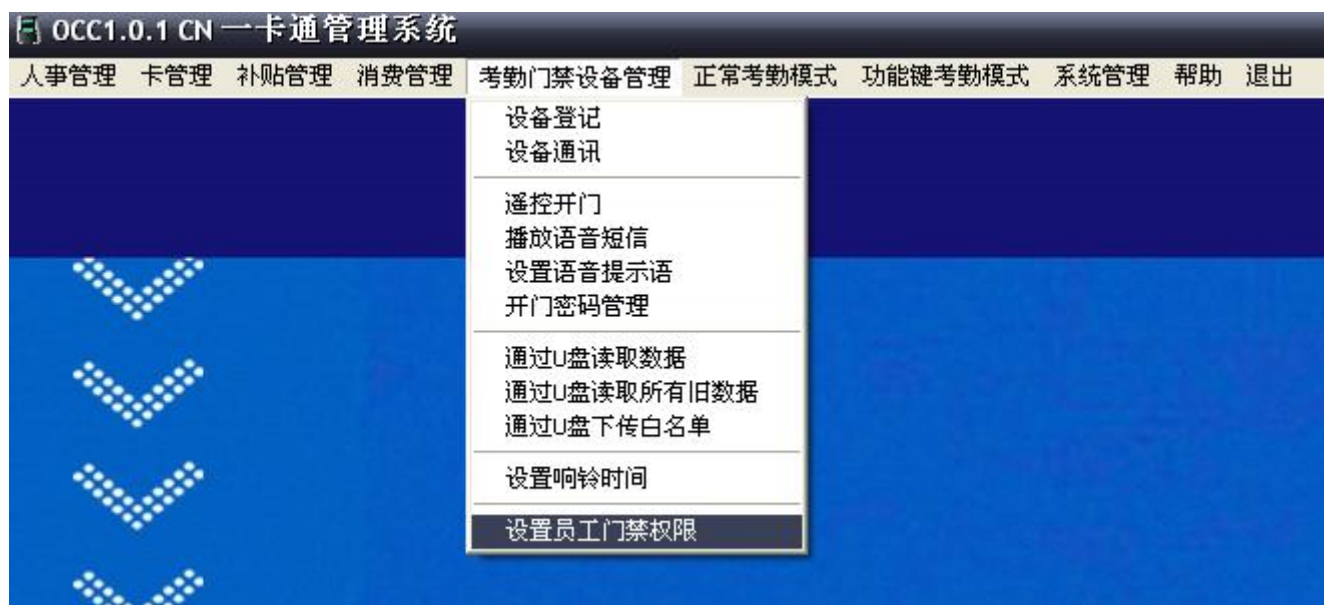 OCC1.0.1 CN 一卡通管理系统
人事管理 卡管理 补贴管理 消费管理 考勤门禁设备管理 正常考勤模式 功能键考勤模式 系统管理 帮助 退出
设备登记
设备通讯
遥控开门
播放语音短信
设置语音提示语
开门密码管理
通过U盘读取数据
通过U盘读取所有旧数据
通过U盘下传白名单
设置响铃时间
设置员工门禁权限